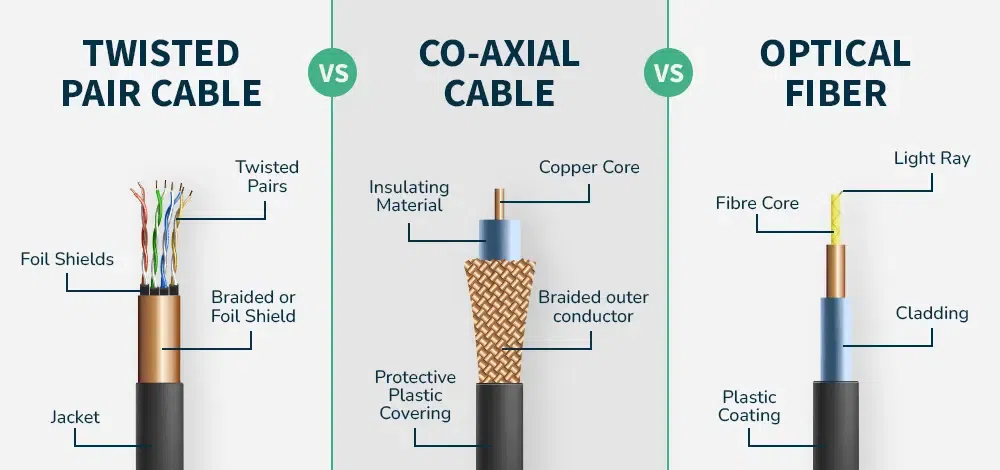 TWISTED
PAIR CABLE
VS
CO-AXIAL
CABLE
VS
OPTICAL
FIBER
Twisted
Pairs
Foil Shields
Braided or
Foil Shield
Jacket
Copper Core
Insulating
Material
Braided outer
conductor
Protective
Plastic
Covering
Light Ray
Fibre Core
Cladding
Plastic
Coating